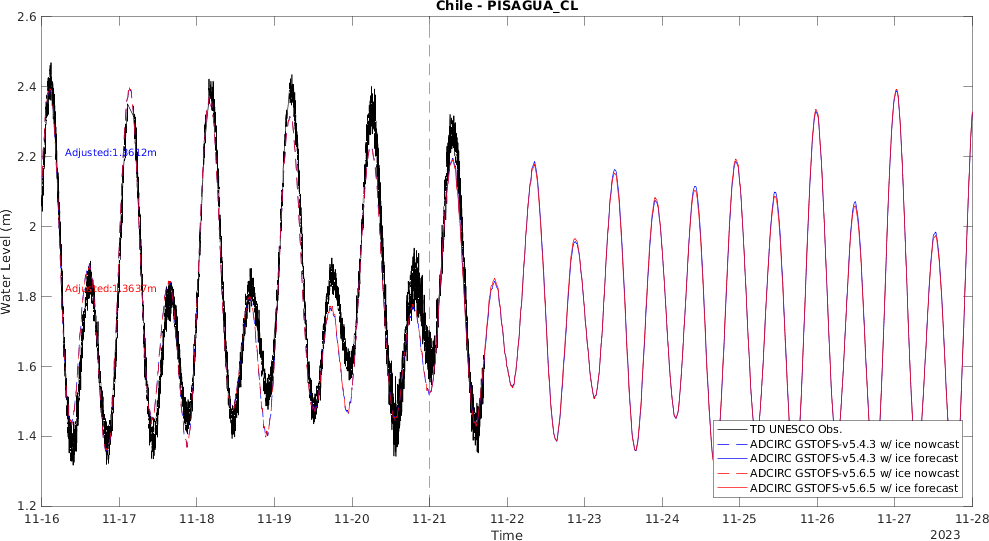 Chile - PISAGUA_CL
2.6
2.4
2.2
2
1.8
1.6
1.4
1.2
Water Level (m)
Adjusted:1.3612m
Adjusted:1.3637m
TD UNESCO Obs.
ADCIRC GSTOFS-v5.4.3 w/ ice nowcast
ADCIRC GSTOFS-v5.4.3 w/ ice forecast
ADCIRC GSTOFS-v5.6.5 w/ ice nowcast
ADCIRC GSTOFS-v5.6.5 w/ ice forecast
11-16 11-17 11-18 11-19 11-20 11-21 11-22 11-23 11-24 11-25 11-26 11-27 11-28
Time
2023